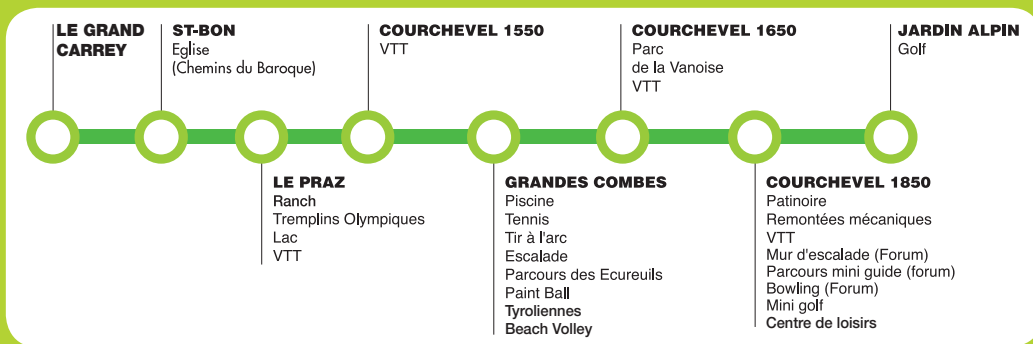 LE GRAND
CARREY
ST-BON
Eglise
(Chemins du Baroque)
COURCHEVEL 1550
VTT
COURCHEVEL 1650
Parc
de la Vanoise
VTT
JARDIN ALPIN
Golf
LE PRAZ
Ranch
Tremplins Olympiques
Lac
VTT
GRANDES COMBES
Piscine
Tennis
Tir à l'arc
Escalade
Parcours des Ecureuils
Paint Ball
Tyroliennes
Beach Volley
COURCHEVEL 1850
Patinoire
Remontées mécaniques
VTT
Mur d'escalade (Forum)
Parcours mini guide (forum)
Bowling (Forum)
Mini golf
Centre de loisirs